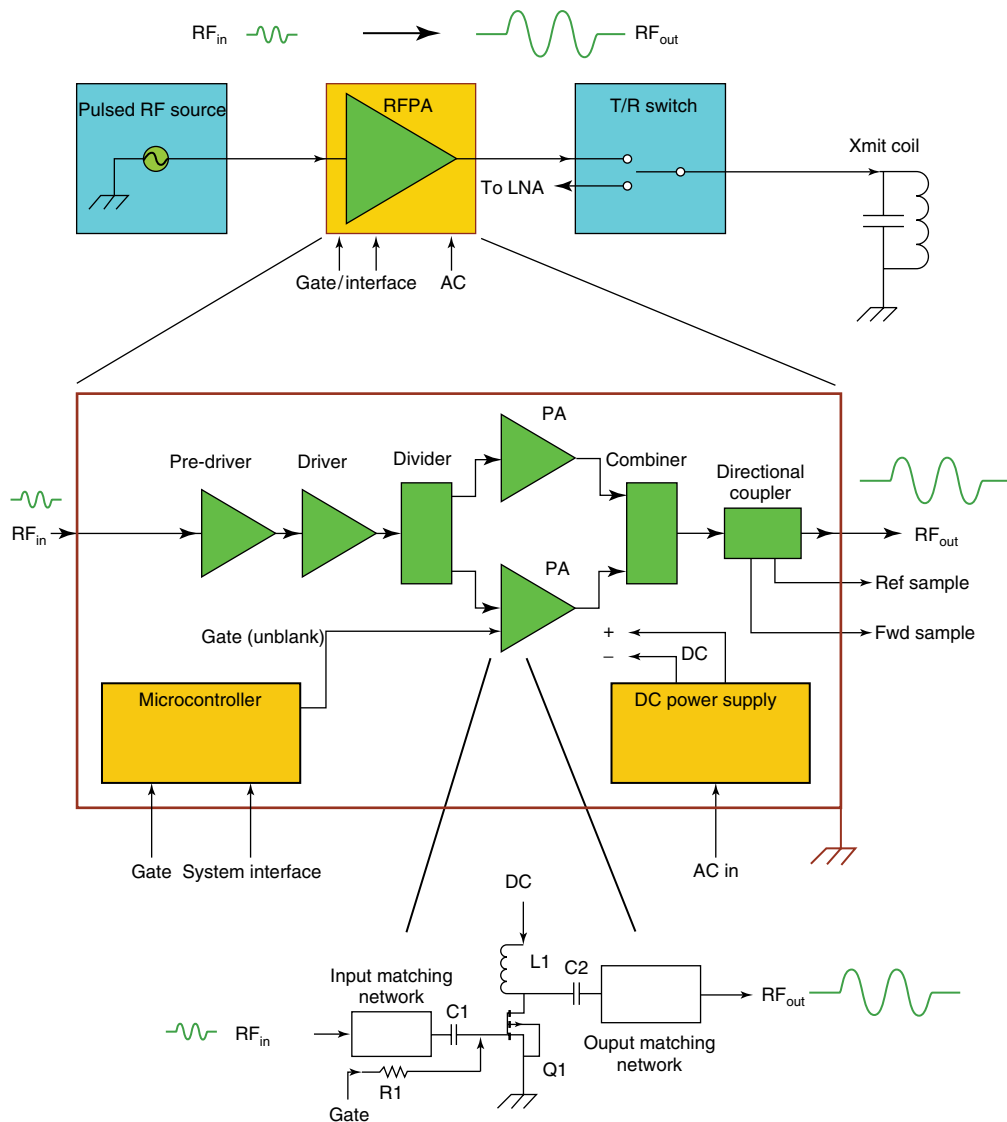 RFin
RFout
Pulsed RF source
RFPA
T/R switch
Xmit coil
To LNA
Gate/interface
AC
PA
Pre-driver
Driver
Divider
Combiner
Directional
coupler
RFin
RFout
PA
Ref sample
Gate (unblank)
Fwd sample
+
–
DC
Microcontroller
DC power supply
Gate
System interface
AC in
DC
L1
C2
Input matching
network
C1
RFin
RFout
Ouput matching
network
Q1
R1
Gate